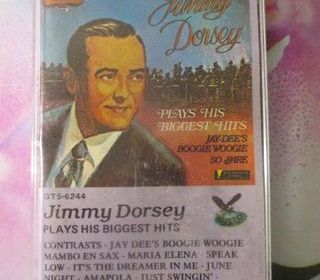 Jimmy
Dorsey
PLAYS HIS
BIGGEST HITS
JAY-DEE'S
BOOGIE WOOGIE
SO RARE
GT5-6244
Jimmy Dorsey
PLAYS HIS BIGGEST HITS
CONTRASTS · JAY DEE'S BOOGIE WOOGIE
MAMBO EN SAX · MARIA ELENA · SPEAK
LOW · IT'S THE DREAMER IN ME · JUNE
NIGHT · AMAPOLA · JUST SWINGIN' ·